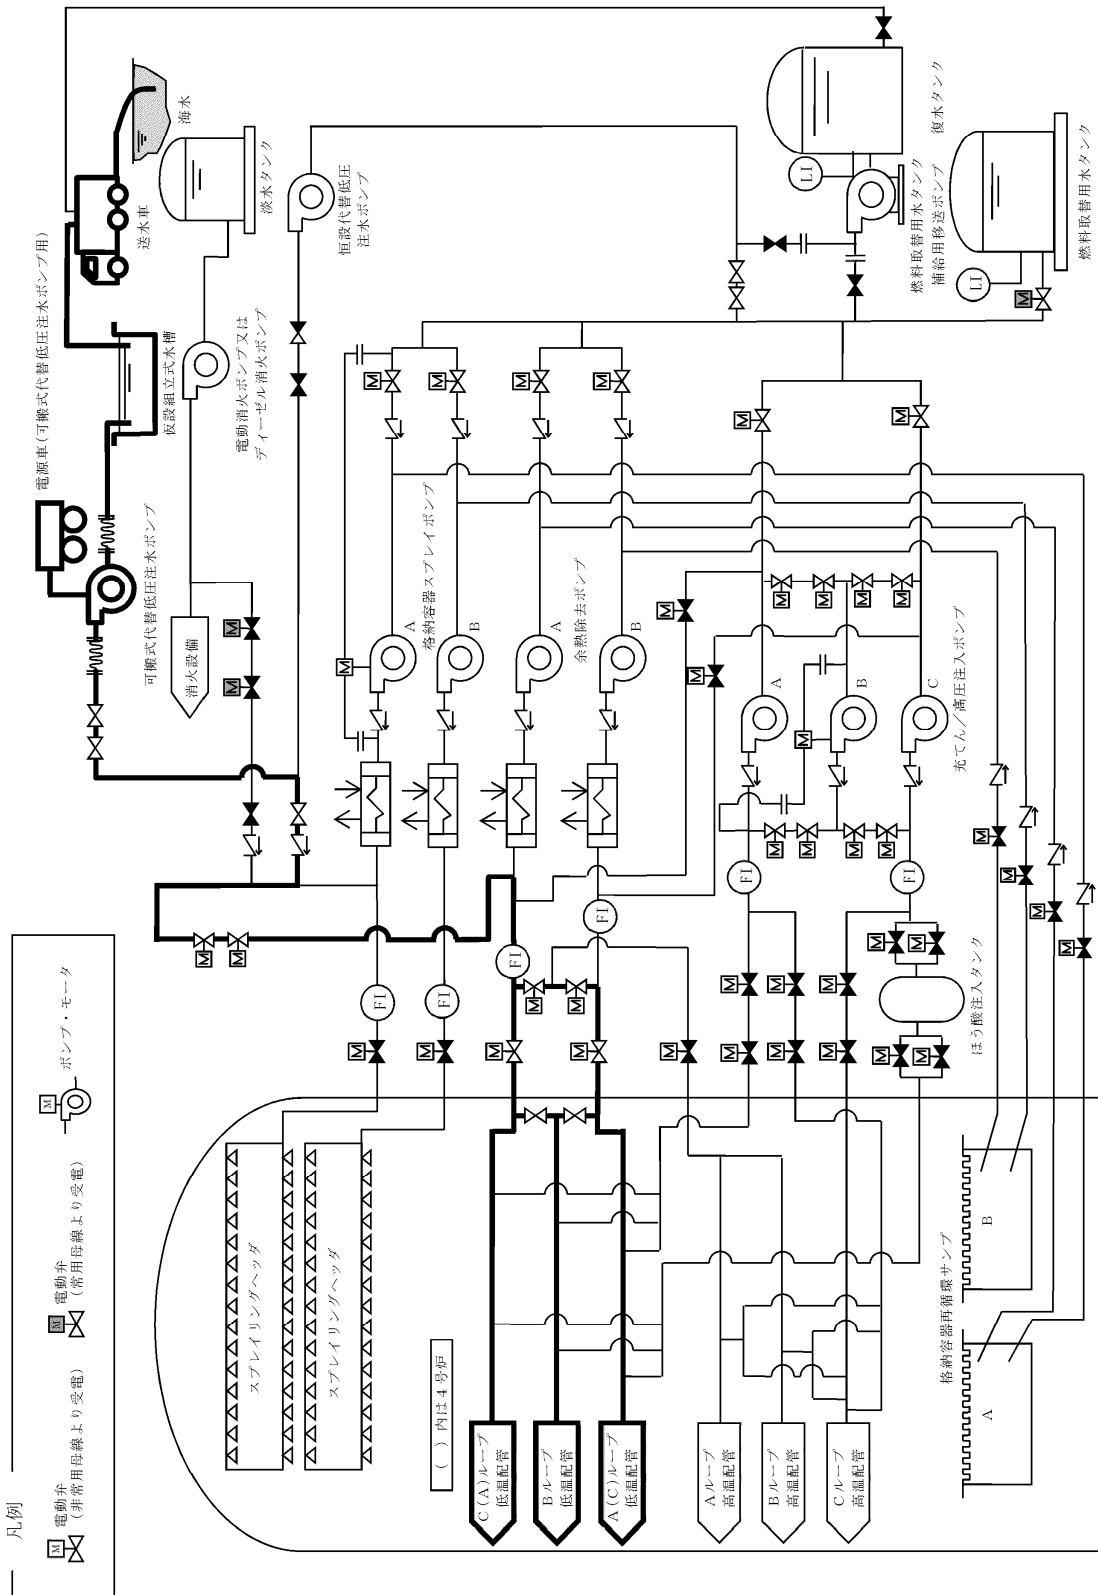 凡例
電動弁
(非常用母線より受電)
電動弁
(常用母線より受電)
ポンプ・モータ
M
M
M
電源車(可搬式代替低圧注水ポンプ用)
可搬式代替低圧注水ポンプ
仮設組立式水槽
送水車
海水
淡水タンク
電動消火ポンプ又は
ディーゼル消火ポンプ
消火設備
恒設代替低圧
注水ポンプ
復水タンク
燃料取替用水タンク
補給用移送ポンプ
燃料取替用水タンク
LI
LI
格納容器スプレイポンプ
A
B
余熱除去ポンプ
A
B
充てん/高圧注入ポンプ
A
B
C
FI
FI
FI
FI
FI
FI
ほう酸注入タンク
スプレイリングヘッダ
スプレイリングヘッダ
( )内は4号炉
C(A)ループ
低温配管
Bループ
低温配管
A(C)ループ
低温配管
Aループ
高温配管
Bループ
高温配管
Cループ
高温配管
格納容器再循環サンプ
A
B